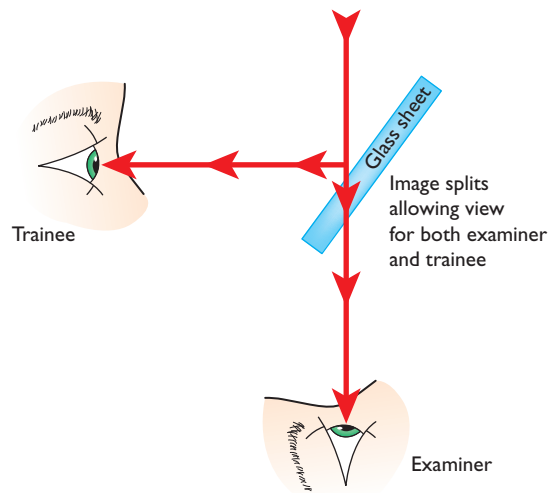 Glass sheet
Image splits
allowing view
for both examiner
and trainee
Trainee
Examiner